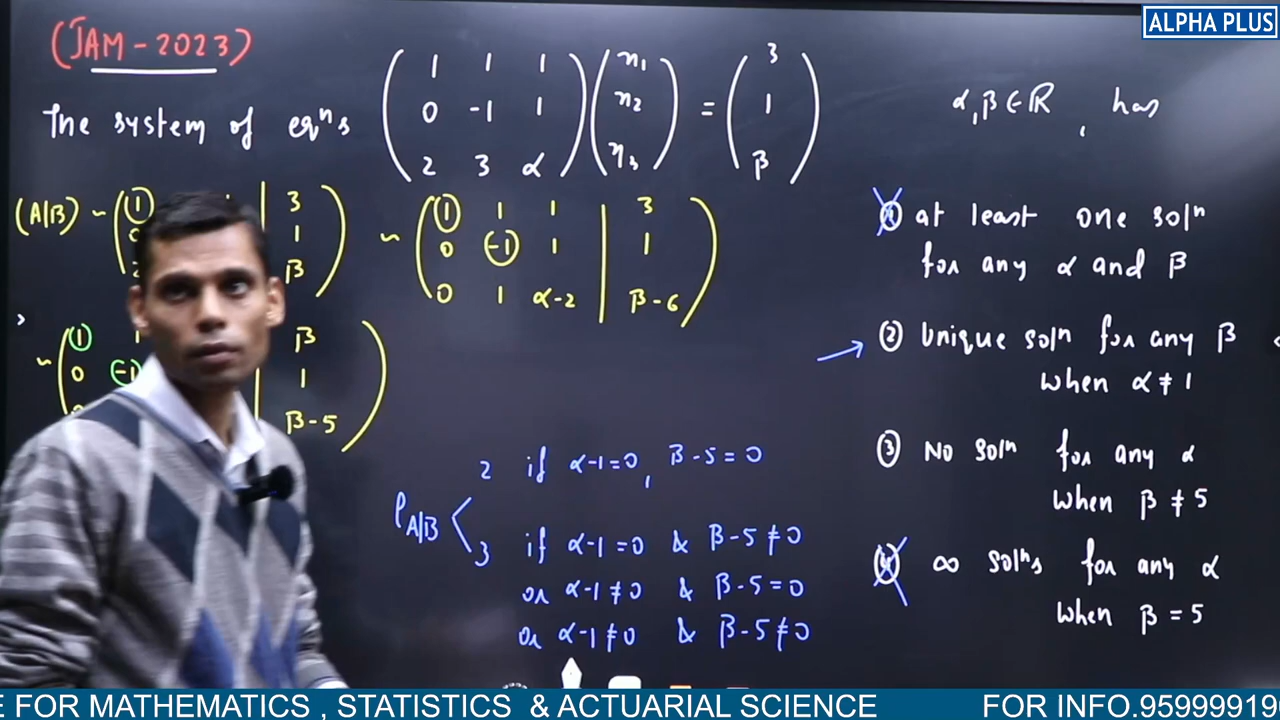 ALPHA PLUS
(JAM-2023)
The system of eqⁿs
1 1 1
0 -1 1
2 3 α
x₁
x₂
x₃
=
3
1
β
α,β∈ℝ, has
(A|B) ~
1 3
1
β
~
1 1 1 | 3
0 -1 1 | 1
0 1 α-2 | β-6
~
1 β
0 -1 1
β-5
① at least one solⁿ
for any α and β
② Unique solⁿ for any β
when α≠1
③ No solⁿ for any α
when β≠5
④ ∞ solⁿs for any α
when β=5
ρ A|B
2 if α-1=0, β-5=0
3 if α-1=0 & β-5≠0
or α-1≠0 & β-5=0
or α-1≠0 & β-5≠0
E FOR MATHEMATICS , STATISTICS & ACTUARIAL SCIENCE FOR INFO.95999919